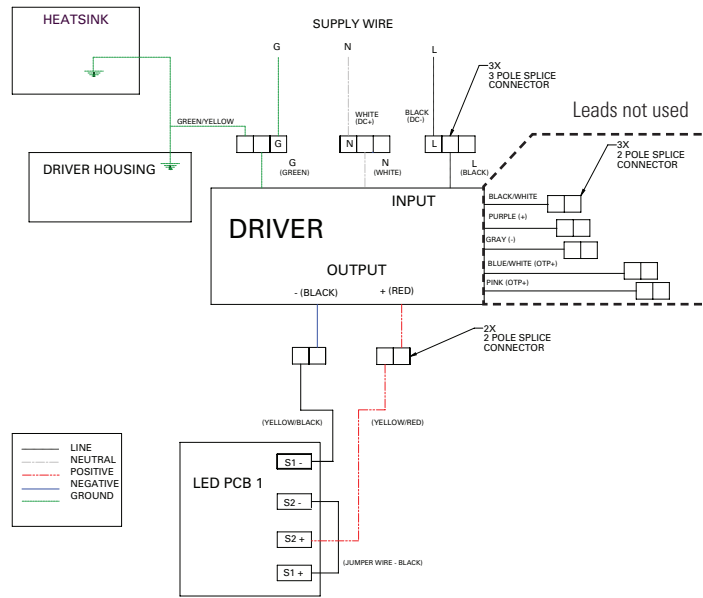 HEATSINK
SUPPLY WIRE
G
N
L
3X
3 POLE SPLICE
CONNECTOR
Leads not used
GREEN/YELLOW
WHITE
(DC+)
BLACK
(DC-)
G
N
L
3X
2 POLE SPLICE
CONNECTOR
DRIVER HOUSING
G
(GREEN)
N
(WHITE)
L
(BLACK)
INPUT
DRIVER
OUTPUT
- (BLACK)
+ (RED)
BLACK/WHITE
PURPLE (+)
GRAY (-)
BLUE/WHITE (OTP+)
PINK (OTP+)
2X
2 POLE SPLICE
CONNECTOR
(YELLOW/BLACK)
(YELLOW/RED)
LINE
NEUTRAL
POSITIVE
NEGATIVE
GROUND
LED PCB 1
S1 -
S2 -
S2 +
S1 +
(JUMPER WIRE - BLACK)